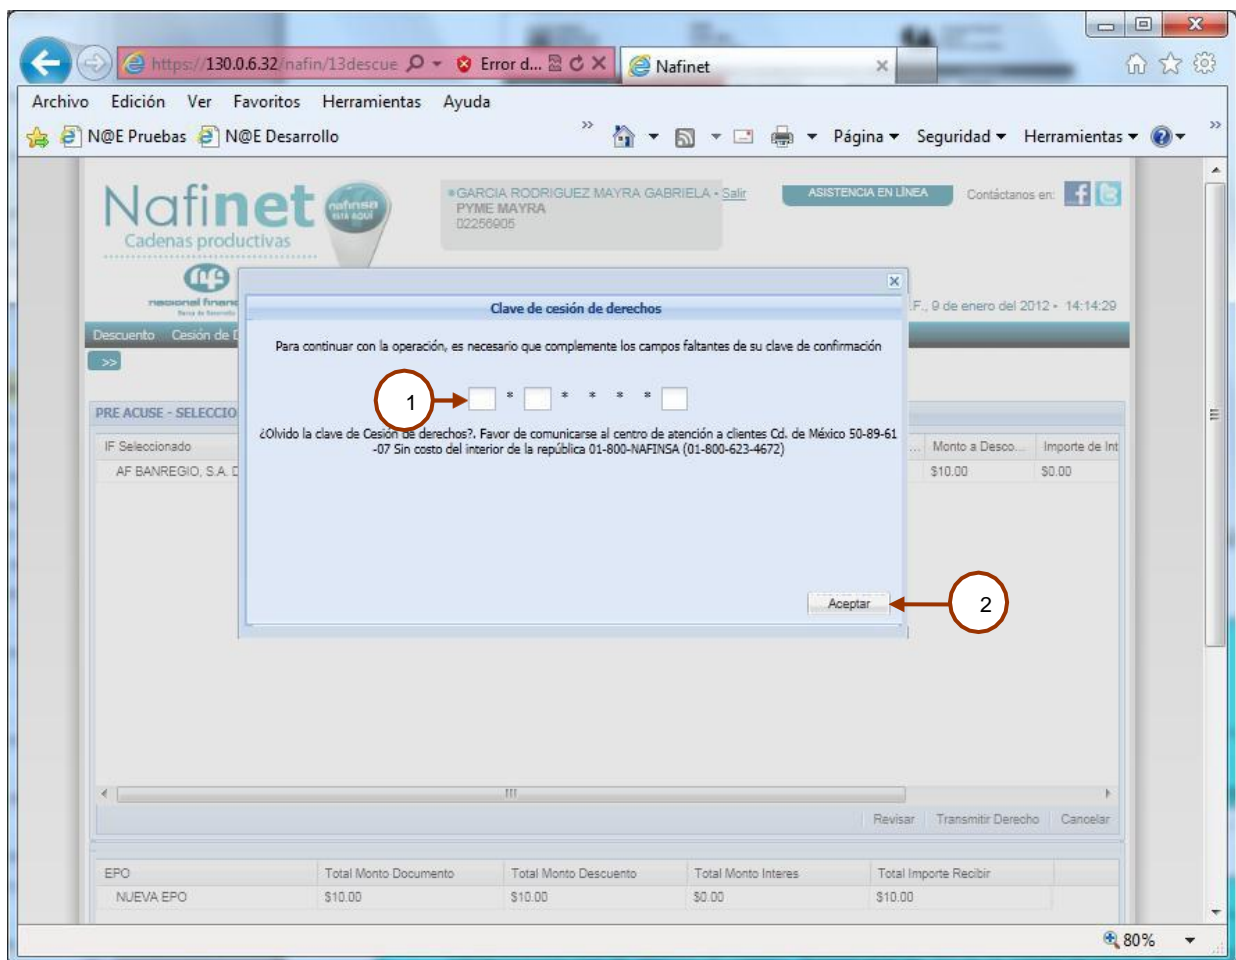 https://130.0.6.32/nafin/13descue
Error d...
Nafinet
Archivo Edición Ver Favoritos Herramientas Ayuda
N@E Pruebas N@E Desarrollo
Página Seguridad Herramientas
Nafinet
Cadenas productivas
nafinsa
ESTÁ AQUÍ
GARCIA RODRIGUEZ MAYRA GABRIELA - Salir
PYME MAYRA
02256905
ASISTENCIA EN LÍNEA
Contáctanos en:
nacional
.F., 9 de enero del 2012 - 14:14:29
Descuento Cesión de D
>>
Clave de cesión de derechos
Para continuar con la operación, es necesario que complemente los campos faltantes de su clave de confirmación
1
* * * * *
¿Olvido la clave de Cesión de derechos?. Favor de comunicarse al centro de atención a clientes Cd. de México 50-89-61
-07 Sin costo del interior de la república 01-800-NAFINSA (01-800-623-4672)
Aceptar
2
PRE ACUSE - SELECCIO
IF Seleccionado ... Monto a Desco... Importe de Int
AF BANREGIO, S.A. D $10.00 $0.00
Revisar Transmitir Derecho Cancelar
EPO Total Monto Documento Total Monto Descuento Total Monto Interes Total Importe Recibir
NUEVA EPO $10.00 $10.00 $0.00 $10.00
80%